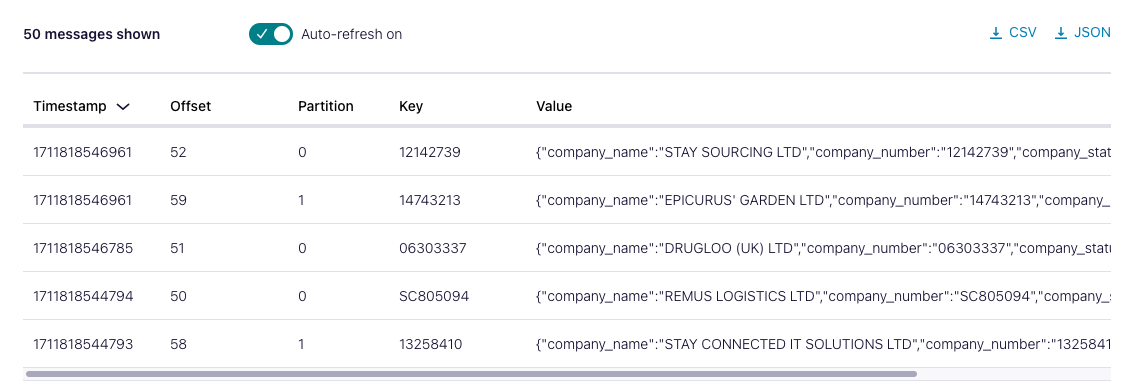 50 messages shown Auto-refresh on CSV JSON
Timestamp Offset Partition Key Value
1711818546961 52 0 12142739 {"company_name":"STAY SOURCING LTD","company_number":"12142739","company_stat
1711818546961 59 1 14743213 {"company_name":"EPICURUS' GARDEN LTD","company_number":"14743213","company_
1711818546785 51 0 06303337 {"company_name":"DRUGLOO (UK) LTD","company_number":"06303337","company_statu
1711818544794 50 0 SC805094 {"company_name":"REMUS LOGISTICS LTD","company_number":"SC805094","company_s
1711818544793 58 1 13258410 {"company_name":"STAY CONNECTED IT SOLUTIONS LTD","company_number":"1325841